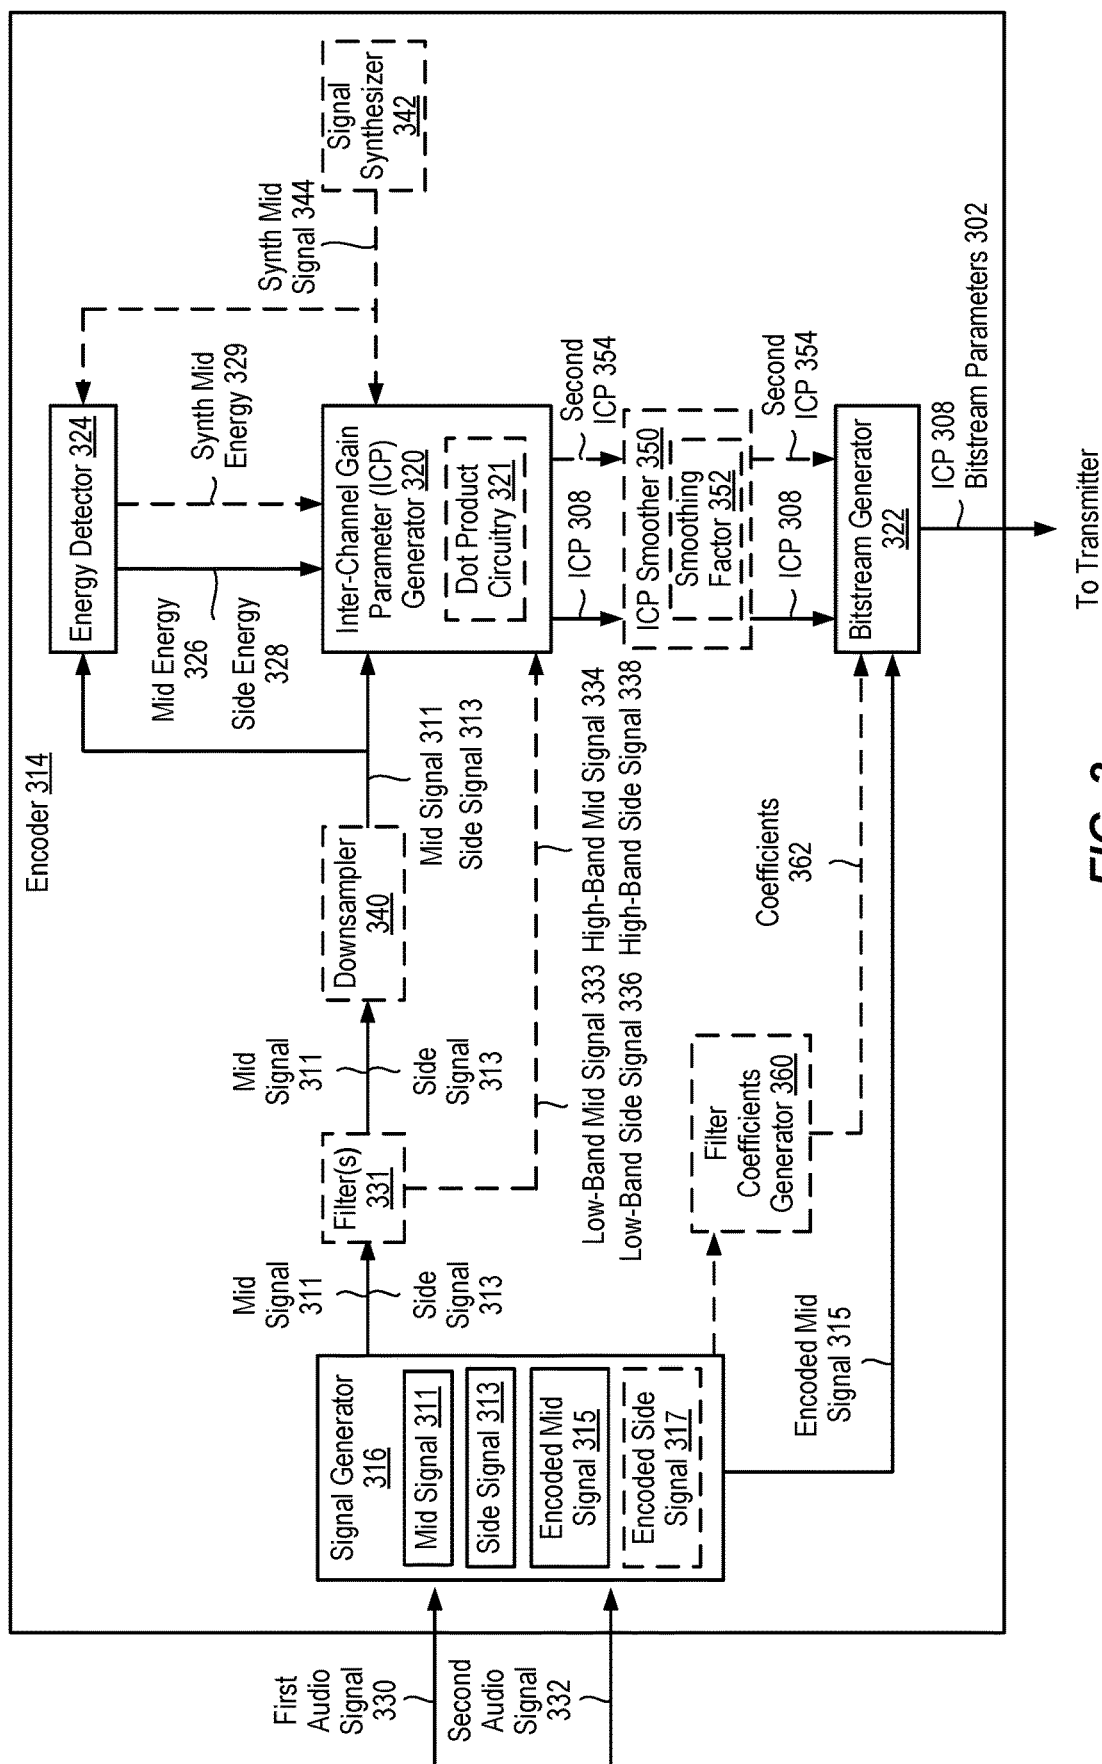 Encoder 314
First
Audio
Signal
330
Second
Audio
Signal
332
Signal Generator
316
Mid Signal 311
Side Signal 313
Encoded Mid
Signal 315
Encoded Side
Signal 317
Mid
Signal
311
Side
Signal
313
Filter(s)
331
Mid
Signal
311
Side
Signal
313
Downsampler
340
Mid Signal 311
Side Signal 313
Low-Band Mid Signal 333 High-Band Mid Signal 334
Low-Band Side Signal 336 High-Band Side Signal 338
Energy Detector 324
Mid Energy
326
Side Energy
328
Synth Mid
Energy 329
Synth Mid
Signal 344
Signal
Synthesizer
342
Inter-Channel Gain
Parameter (ICP)
Generator 320
Dot Product
Circuitry 321
ICP 308
Second
ICP 354
ICP Smoother 350
Smoothing
Factor 352
ICP 308
Second
ICP 354
Filter
Coefficients
Generator 360
Coefficients
362
Encoded Mid
Signal 315
Bitstream Generator
322
ICP 308
Bitstream Parameters 302
To Transmitter